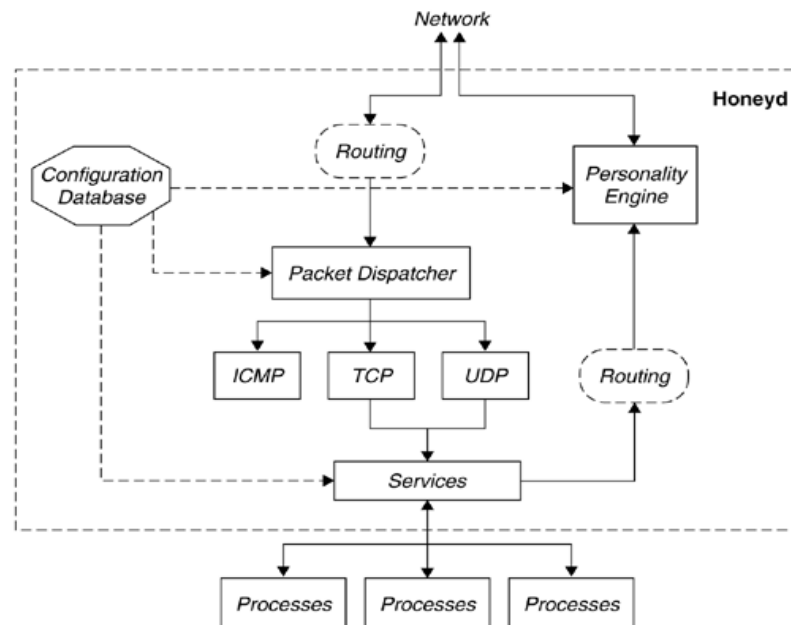 Network
Honeyd
Routing
Configuration
Database
Personality
Engine
Packet Dispatcher
ICMP
TCP
UDP
Routing
Services
Processes
Processes
Processes